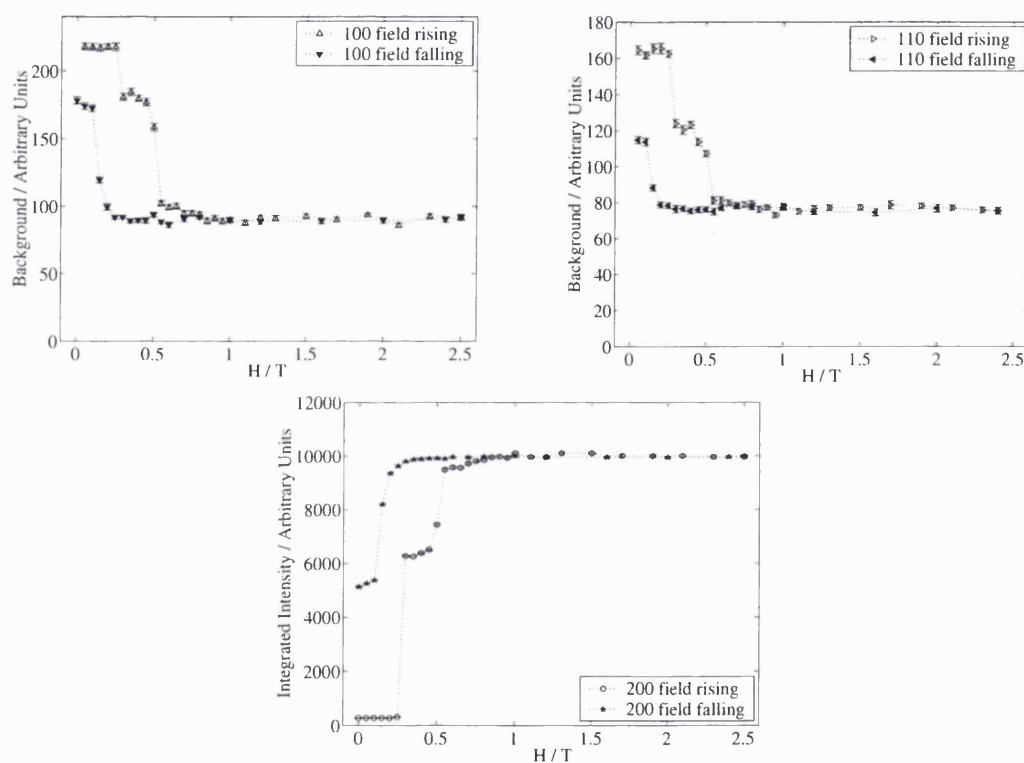 100 field rising
100 field falling
Background / Arbitrary Units
200
150
100
50
0
0 0.5 1 1.5 2 2.5
H / T
110 field rising
110 field falling
Background / Arbitrary Units
180
160
140
120
100
80
60
40
20
0
0 0.5 1 1.5 2 2.5
H / T
Integrated Intensity / Arbitrary Units
12000
10000
8000
6000
4000
2000
0
200 field rising
200 field falling
0 0.5 1 1.5 2 2.5
H / T